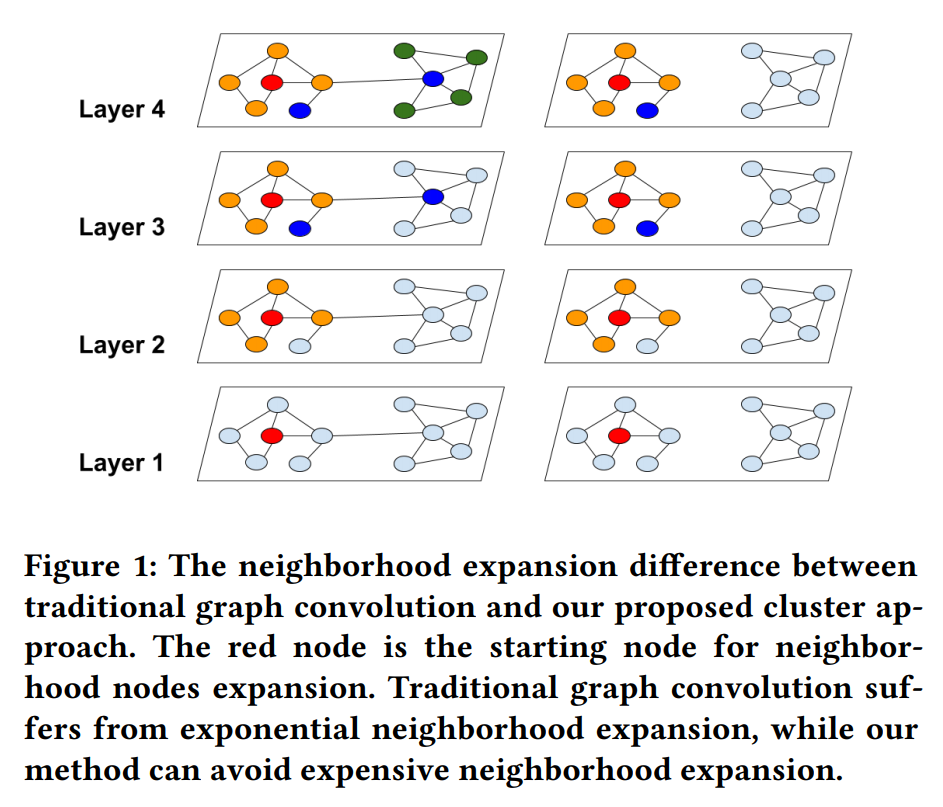 Layer 4
Layer 3
Layer 2
Layer 1
Figure 1: The neighborhood expansion difference between
traditional graph convolution and our proposed cluster ap-
proach. The red node is the starting node for neighbor-
hood nodes expansion. Traditional graph convolution suf-
fers from exponential neighborhood expansion, while our
method can avoid expensive neighborhood expansion.